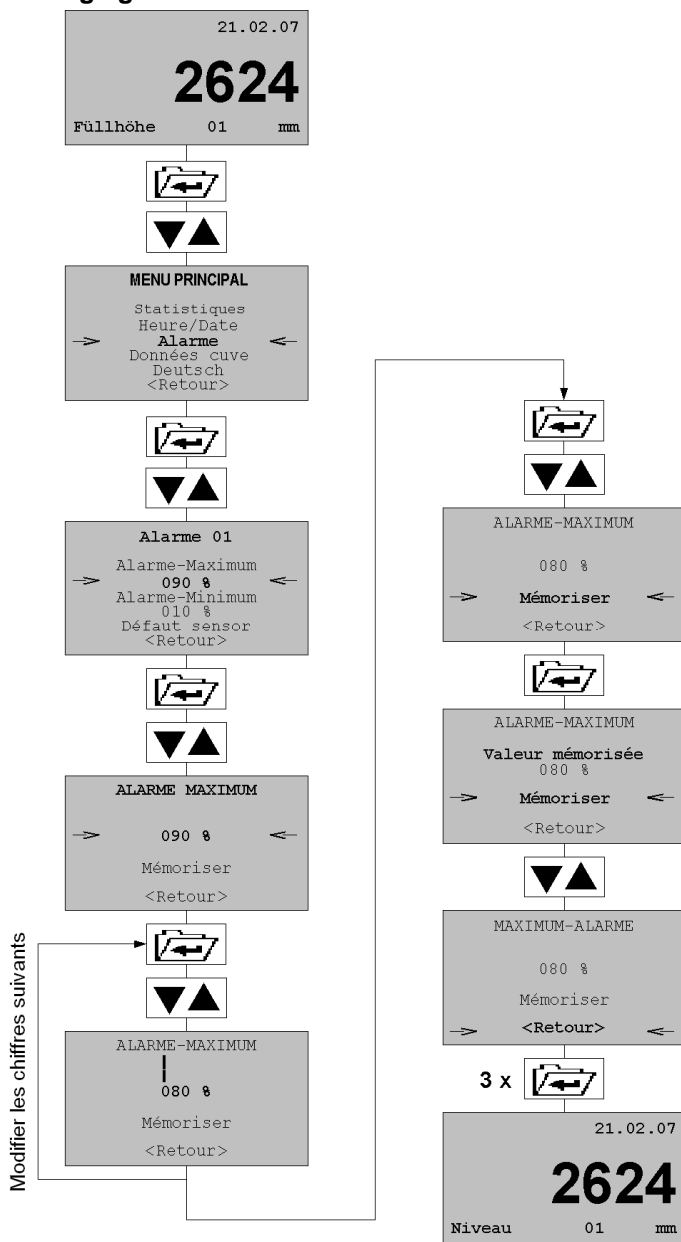 21.02.07
2624
Füllhöhe 01 mm
MENU PRINCIPAL
Statistiques
Heure/Date
Alarme
Données cuve
Deutsch
<Retour>
Alarme 01
Alarme-Maximum
090 %
Alarme-Minimum
010 %
Défaut sensor
<Retour>
ALARME MAXIMUM
090 %
Mémoriser
<Retour>
Modifier les chiffres suivants
ALARME-MAXIMUM
080 %
Mémoriser
<Retour>
ALARME-MAXIMUM
080 %
Mémoriser
<Retour>
ALARME-MAXIMUM
Valeur mémorisée
080 %
Mémoriser
<Retour>
MAXIMUM-ALARME
080 %
Mémoriser
<Retour>
3 x
21.02.07
2624
Niveau 01 mm